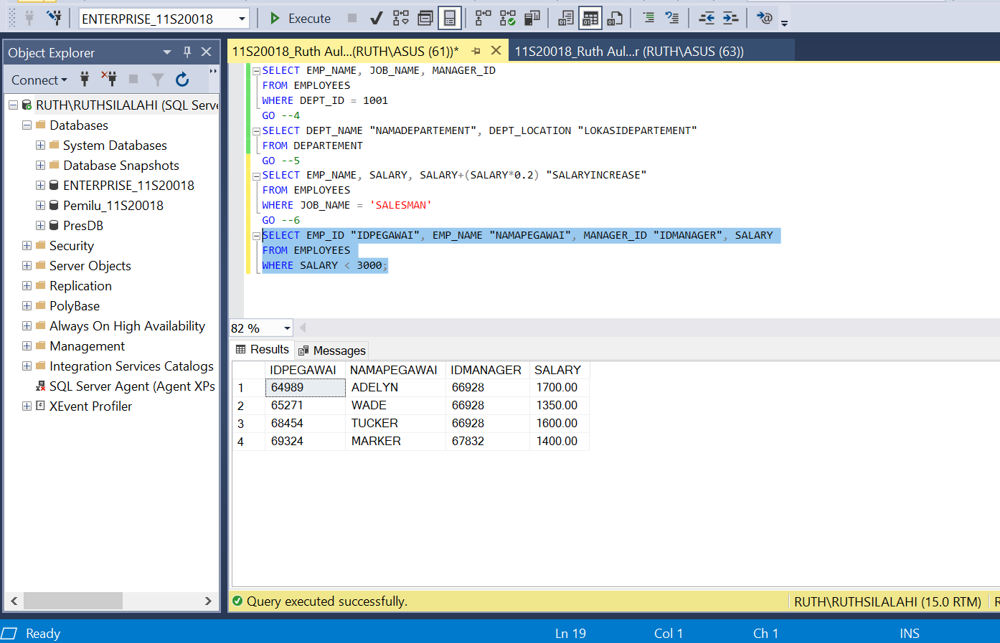 ENTERPRISE_11S20018
Execute
Object Explorer
Connect
RUTH\RUTHSILALAHI (SQL Serve
Databases
System Databases
Database Snapshots
ENTERPRISE_11S20018
Pemilu_11S20018
PresDB
Security
Server Objects
Replication
PolyBase
Always On High Availability
Management
Integration Services Catalogs
SQL Server Agent (Agent XPs
XEvent Profiler
11S20018_Ruth Aul...(RUTH\ASUS (61))*
11S20018_Ruth Aul...r (RUTH\ASUS (63))
SELECT EMP_NAME, JOB_NAME, MANAGER_ID
FROM EMPLOYEES
WHERE DEPT_ID = 1001
GO --4
SELECT DEPT_NAME "NAMADEPARTEMENT", DEPT_LOCATION "LOKASIDEPARTEMENT"
FROM DEPARTEMENT
GO --5
SELECT EMP_NAME, SALARY, SALARY+(SALARY*0.2) "SALARYINCREASE"
FROM EMPLOYEES
WHERE JOB_NAME = 'SALESMAN'
GO --6
SELECT EMP_ID "IDPEGAWAI", EMP_NAME "NAMAPEGAWAI", MANAGER_ID "IDMANAGER", SALARY
FROM EMPLOYEES
WHERE SALARY < 3000;
82 %
Results Messages
IDPEGAWAI NAMAPEGAWAI IDMANAGER SALARY
1 64989 ADELYN 66928 1700.00
2 65271 WADE 66928 1350.00
3 68454 TUCKER 66928 1600.00
4 69324 MARKER 67832 1400.00
Query executed successfully. RUTH\RUTHSILALAHI (15.0 RTM) R
Ready Ln 19 Col 1 Ch 1 INS